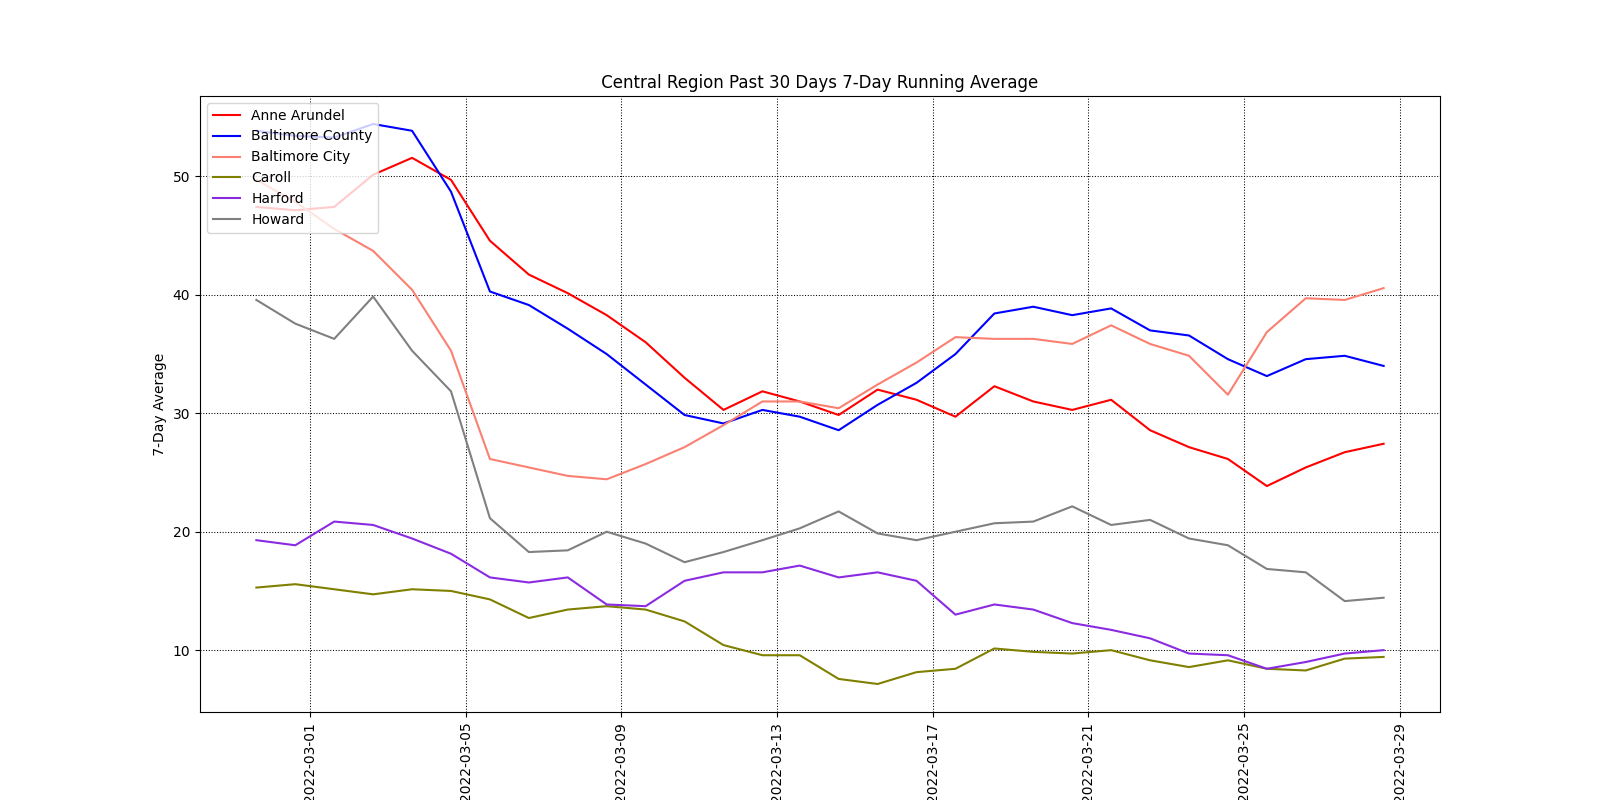 Central Region Past 30 Days 7-Day Running Average
Anne Arundel
Baltimore County
Baltimore City
Caroll
Harford
Howard
7-Day Average
50
40
30
20
10
2022-03-01
2022-03-05
2022-03-09
2022-03-13
2022-03-17
2022-03-21
2022-03-25
2022-03-29